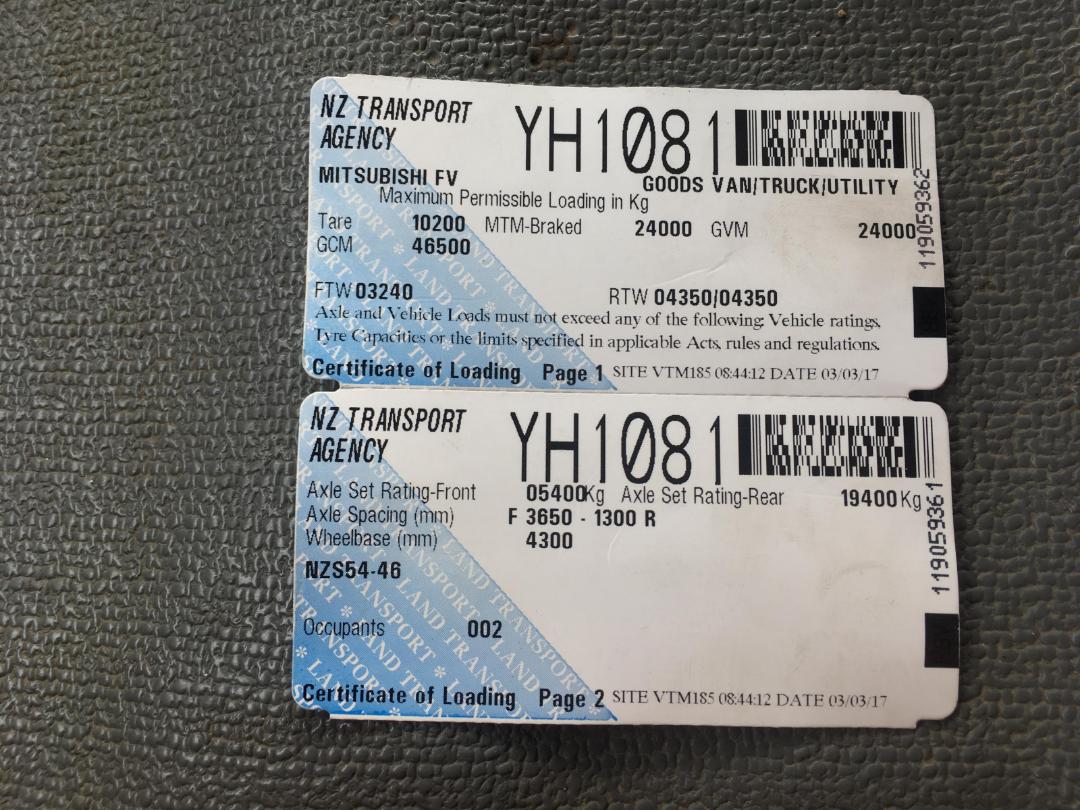 NZ TRANSPORT
AGENCY
YH1081
MITSUBISHI FV
GOODS VAN/TRUCK/UTILITY
Maximum Permissible Loading in Kg
Tare 10200 MTM-Braked 24000 GVM 24000
GCM 46500
119059362
FTW 03240 RTW 04350/04350
Axle and Vehicle Loads must not exceed any of the following: Vehicle ratings,
Tyre Capacities or the limits specified in applicable Acts, rules and regulations.
Certificate of Loading Page 1 SITE VTM185 08:44:12 DATE 03/03/17
NZ TRANSPORT
AGENCY
YH1081
Axle Set Rating-Front 05400Kg Axle Set Rating-Rear 19400Kg
Axle Spacing (mm) F 3650 - 1300 R
Wheelbase (mm) 4300
119059361
NZS54-46
Occupants 002
Certificate of Loading Page 2 SITE VTM185 08:44:12 DATE 03/03/17